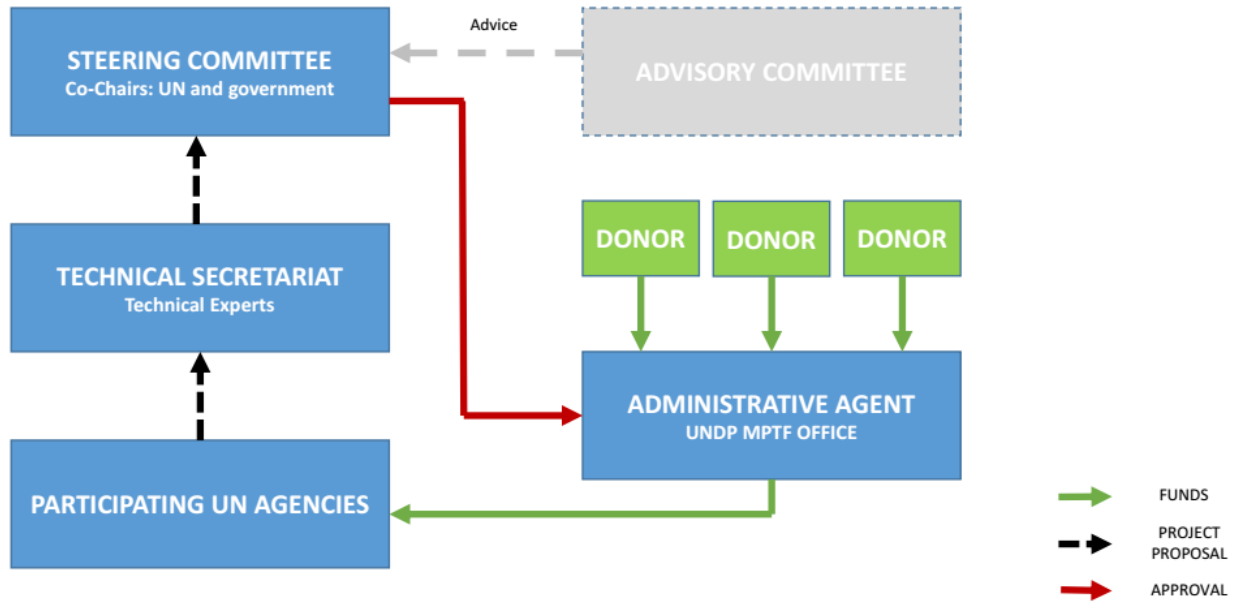 Advice
STEERING COMMITTEE
Co-Chairs: UN and government
ADVISORY COMMITTEE
DONOR
DONOR
DONOR
TECHNICAL SECRETARIAT
Technical Experts
ADMINISTRATIVE AGENT
UNDP MPTF OFFICE
PARTICIPATING UN AGENCIES
FUNDS
PROJECT
PROPOSAL
APPROVAL